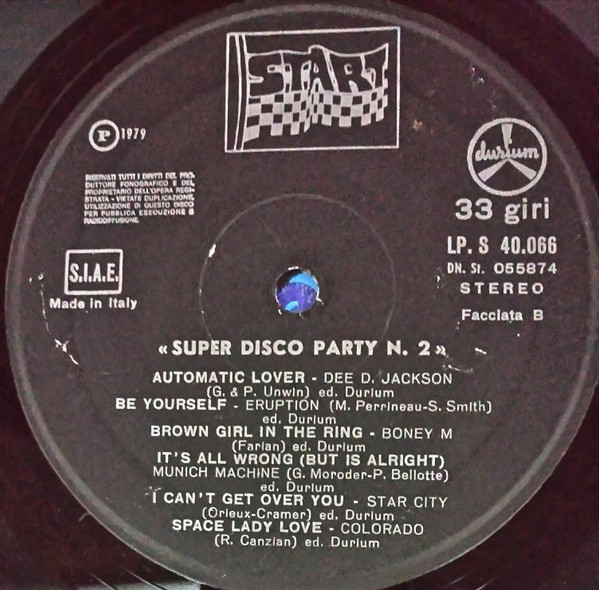 START
P 1979
durium
RISERVATI TUTTI I DIRITTI DEL PRO-
DUTTORE FONOGRAFICO E DEL
PROPRIETARIO DELL'OPERA REGI-
STRATA - VIETATE DUPLICAZIONE,
UTILIZZAZIONE DI QUESTO DISCO
PER PUBBLICA ESECUZIONE E
RADIODIFFUSIONE.
33 giri
LP. S 40.066
DN. St. 055874
STEREO
Facciata B
S.I.A.E.
Made in Italy
«SUPER DISCO PARTY N. 2»
AUTOMATIC LOVER - DEE D. JACKSON
(G. & P. Unwin) ed. Durium
BE YOURSELF - ERUPTION (M. Perrineau-S. Smith)
ed. Durium
BROWN GIRL IN THE RING - BONEY M
(Farian) ed. Durium
IT'S ALL WRONG (BUT IS ALRIGHT)
MUNICH MACHINE (G. Moroder-P. Bellotte)
ed. Durium
I CAN'T GET OVER YOU - STAR CITY
(Orieux-Cramer) ed. Durium
SPACE LADY LOVE - COLORADO
(R. Canzian) ed. Durium